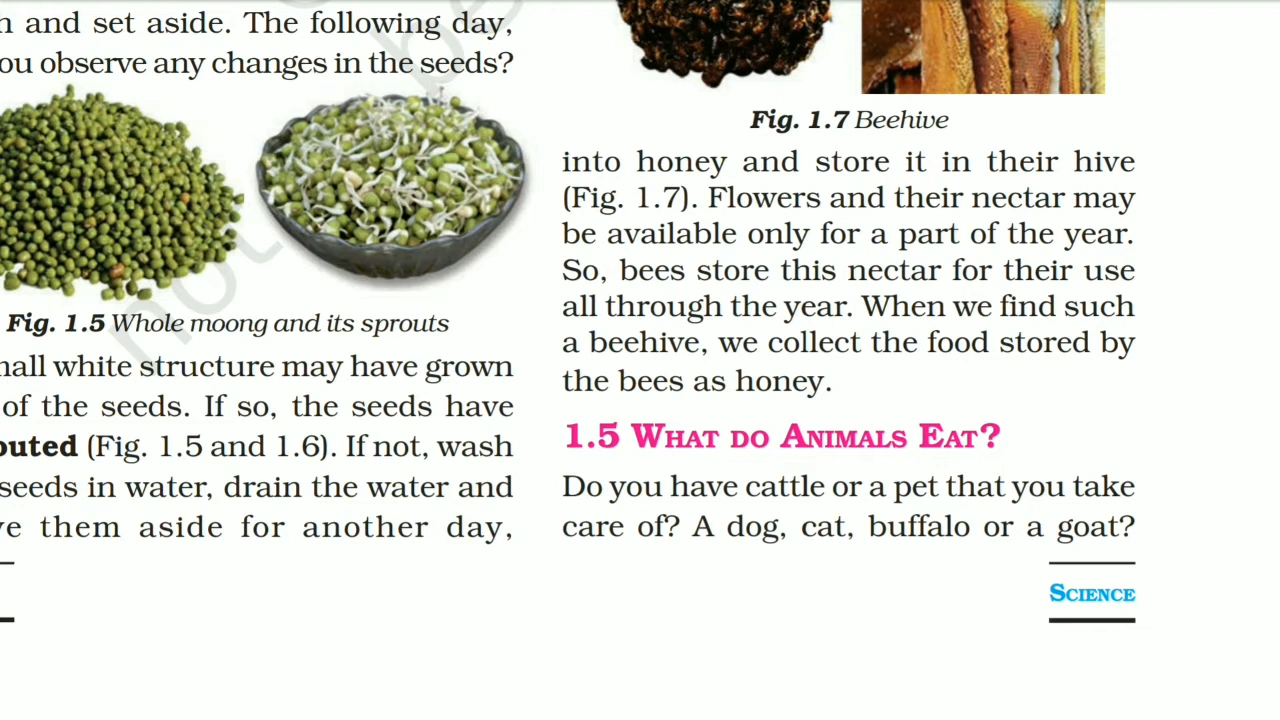 and set aside. The following day,
you observe any changes in the seeds?
Fig. 1.5 Whole moong and its sprouts
small white structure may have grown
of the seeds. If so, the seeds have
(Fig. 1.5 and 1.6). If not, wash
seeds in water, drain the water and
them aside for another day,
Fig. 1.7 Beehive
into honey and store it in their hive
(Fig. 1.7). Flowers and their nectar may
be available only for a part of the year.
So, bees store this nectar for their use
all through the year. When we find such
a beehive, we collect the food stored by
the bees as honey.
1.5 WHAT DO ANIMALS EAT?
Do you have cattle or a pet that you take
care of? A dog, cat, buffalo or a goat?
SCIENCE
not be